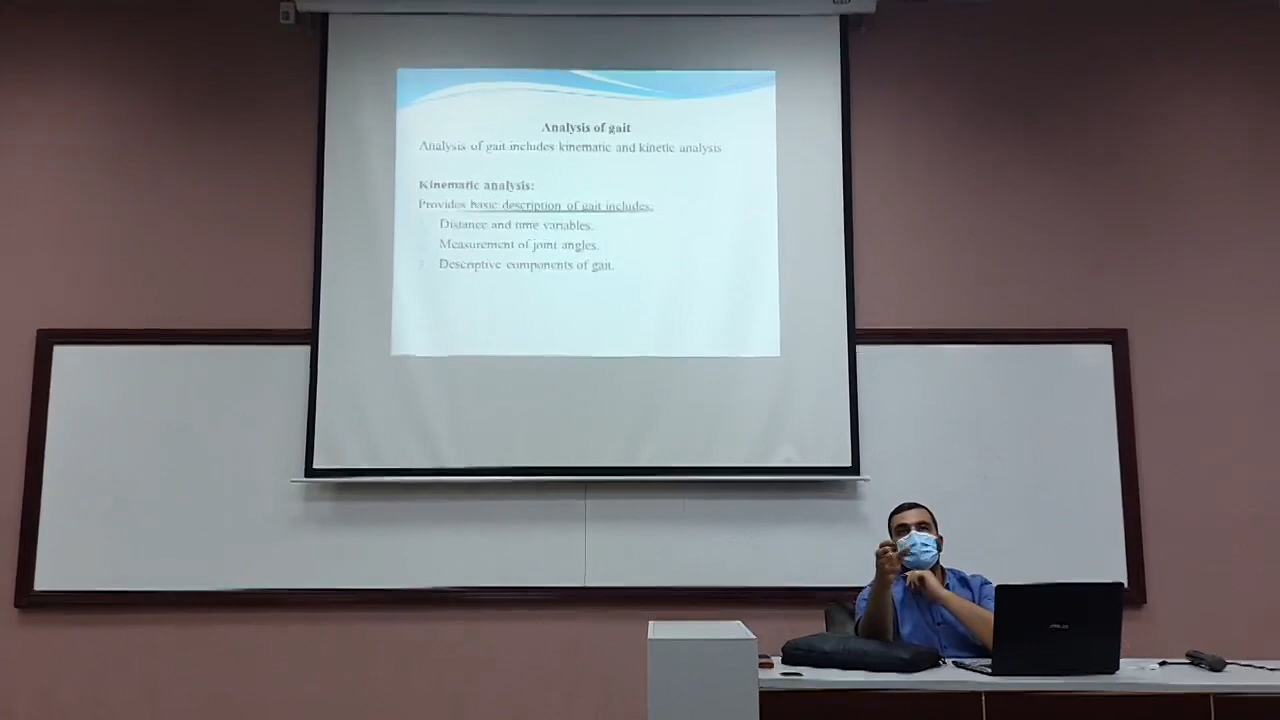 Analysis of gait
Analysis of gait includes kinematic and kinetic analysis
Kinematic analysis:
Provides basic description of gait includes:
Distance and time variables.
Measurement of joint angles.
Descriptive components of gait.
ASUS